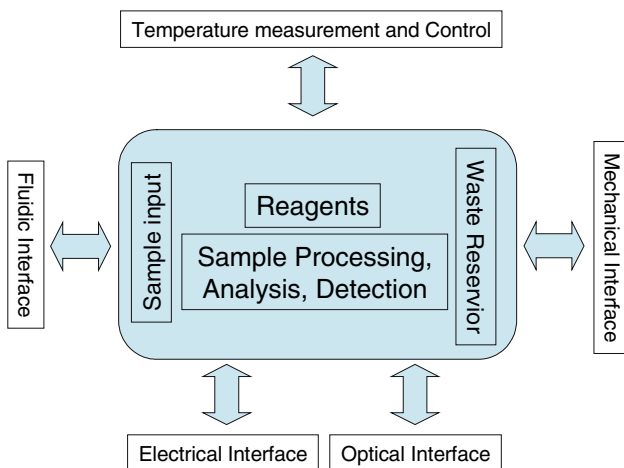 Temperature measurement and Control
Fluidic Interface
Sample input
Reagents
Sample Processing,
Analysis, Detection
Waste Reservior
Mechanical Interface
Electrical Interface
Optical Interface